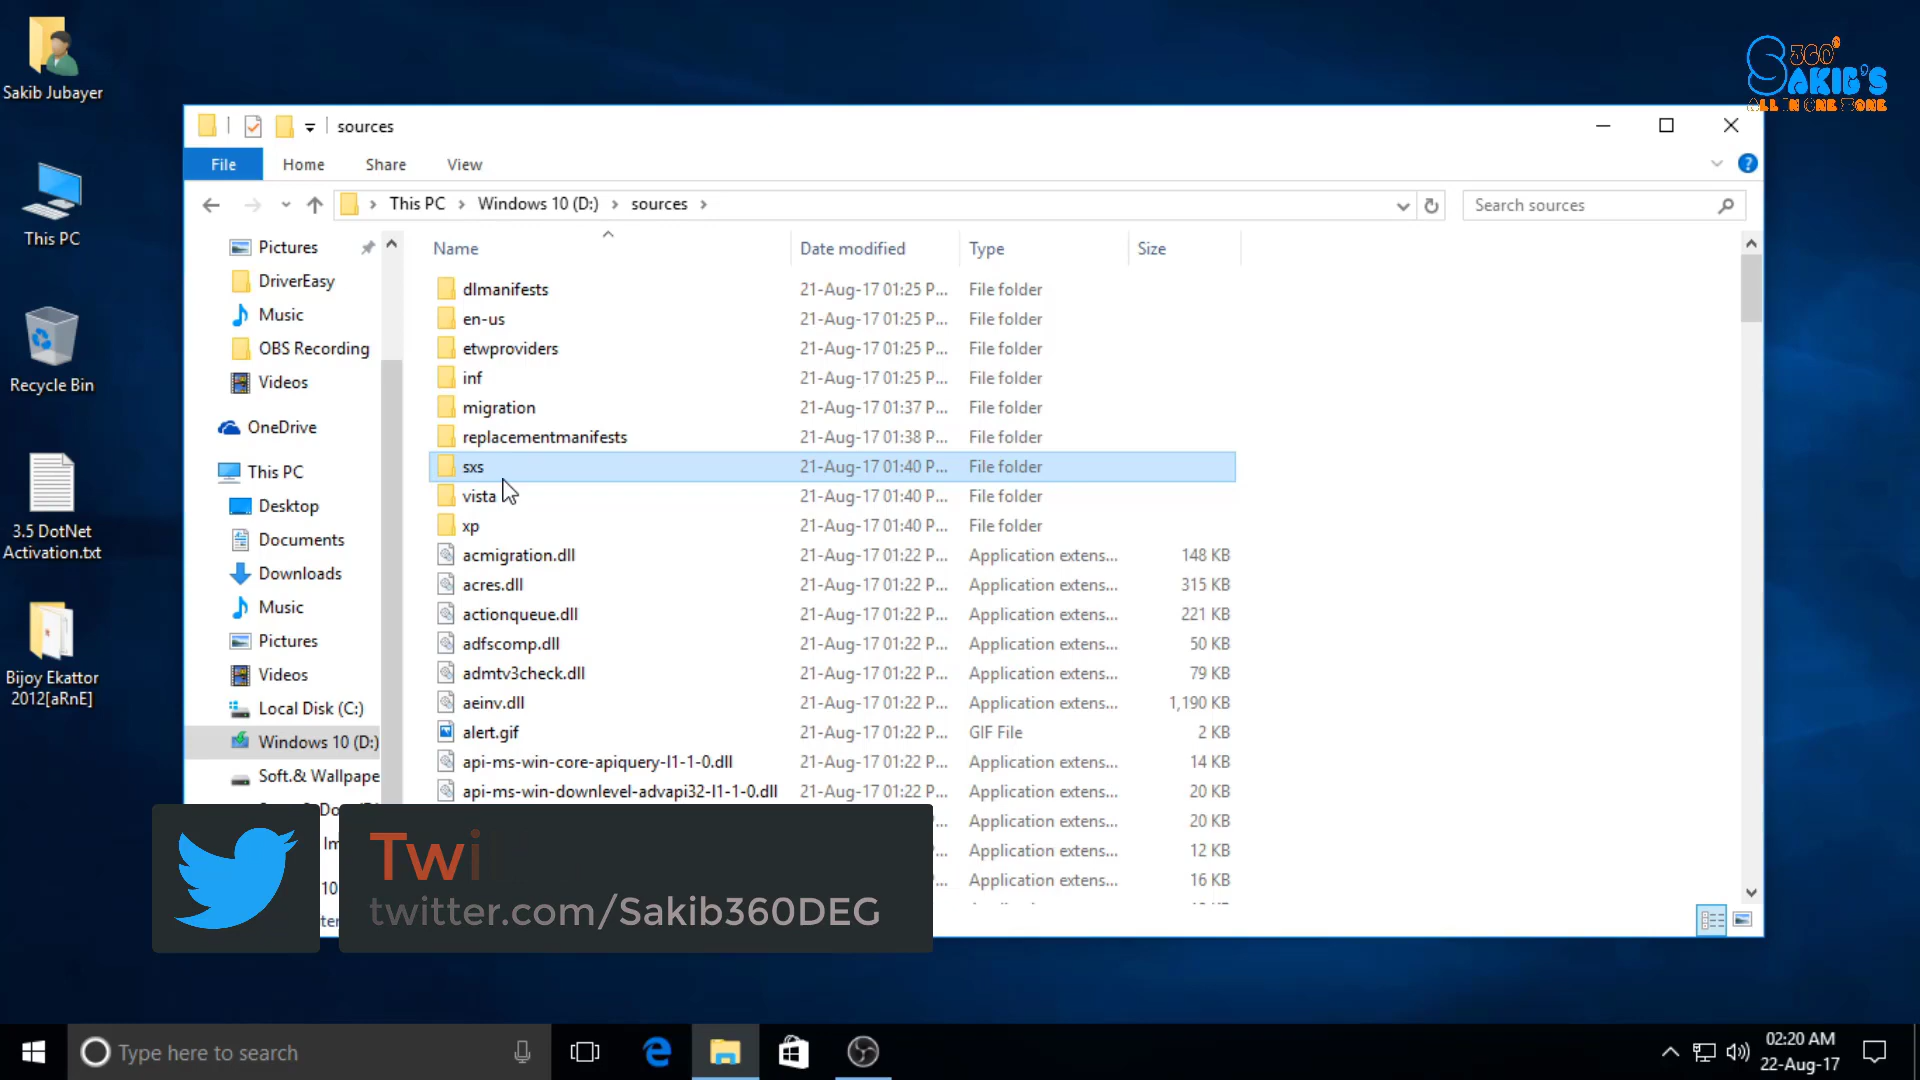 Sakib Jubayer
This PC
Recycle Bin
3.5 DotNet
Activation.txt
Bijoy Ekattor
2012[aRnE]
360°
SAKIB'S
ALL IN ONE ZONE
sources
File Home Share View
This PC Windows 10 (D:) sources
Search sources
Pictures
DriverEasy
Music
OBS Recording
Videos
OneDrive
This PC
Desktop
Documents
Downloads
Music
Pictures
Videos
Local Disk (C:)
Windows 10 (D:)
Soft.& Wallpape
10
Name Date modified Type Size
dlmanifests 21-Aug-17 01:25 P... File folder
en-us 21-Aug-17 01:25 P... File folder
etwproviders 21-Aug-17 01:25 P... File folder
inf 21-Aug-17 01:25 P... File folder
migration 21-Aug-17 01:37 P... File folder
replacementmanifests 21-Aug-17 01:38 P... File folder
sxs 21-Aug-17 01:40 P... File folder
vista 21-Aug-17 01:40 P... File folder
xp 21-Aug-17 01:40 P... File folder
acmigration.dll 21-Aug-17 01:22 P... Application extens... 148 KB
acres.dll 21-Aug-17 01:22 P... Application extens... 315 KB
actionqueue.dll 21-Aug-17 01:22 P... Application extens... 221 KB
adfscomp.dll 21-Aug-17 01:22 P... Application extens... 50 KB
admtv3check.dll 21-Aug-17 01:22 P... Application extens... 79 KB
aeinv.dll 21-Aug-17 01:22 P... Application extens... 1,190 KB
alert.gif 21-Aug-17 01:22 P... GIF File 2 KB
api-ms-win-core-apiquery-l1-1-0.dll 21-Aug-17 01:22 P... Application extens... 14 KB
api-ms-win-downlevel-advapi32-l1-1-0.dll 21-Aug-17 01:22 P... Application extens... 20 KB
Application extens... 20 KB
Application extens... 12 KB
Application extens... 16 KB
Twi
twitter.com/Sakib360DEG
Type here to search
02:20 AM
22-Aug-17